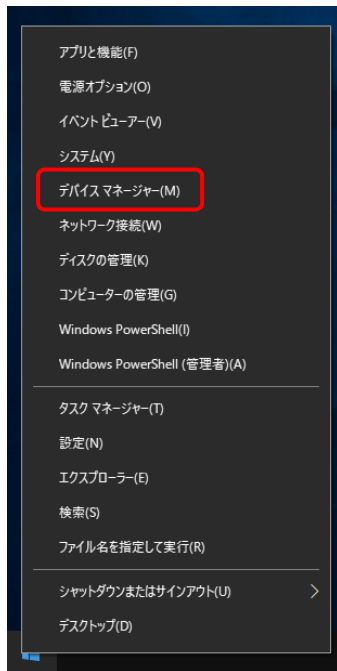 アプリと機能(F)
電源オプション(O)
イベント ビューアー(V)
システム(Y)
デバイス マネージャー(M)
ネットワーク接続(W)
ディスクの管理(K)
コンピューターの管理(G)
Windows PowerShell(I)
Windows PowerShell (管理者)(A)
タスク マネージャー(T)
設定(N)
エクスプローラー(E)
検索(S)
ファイル名を指定して実行(R)
シャットダウンまたはサインアウト(U)
デスクトップ(D)